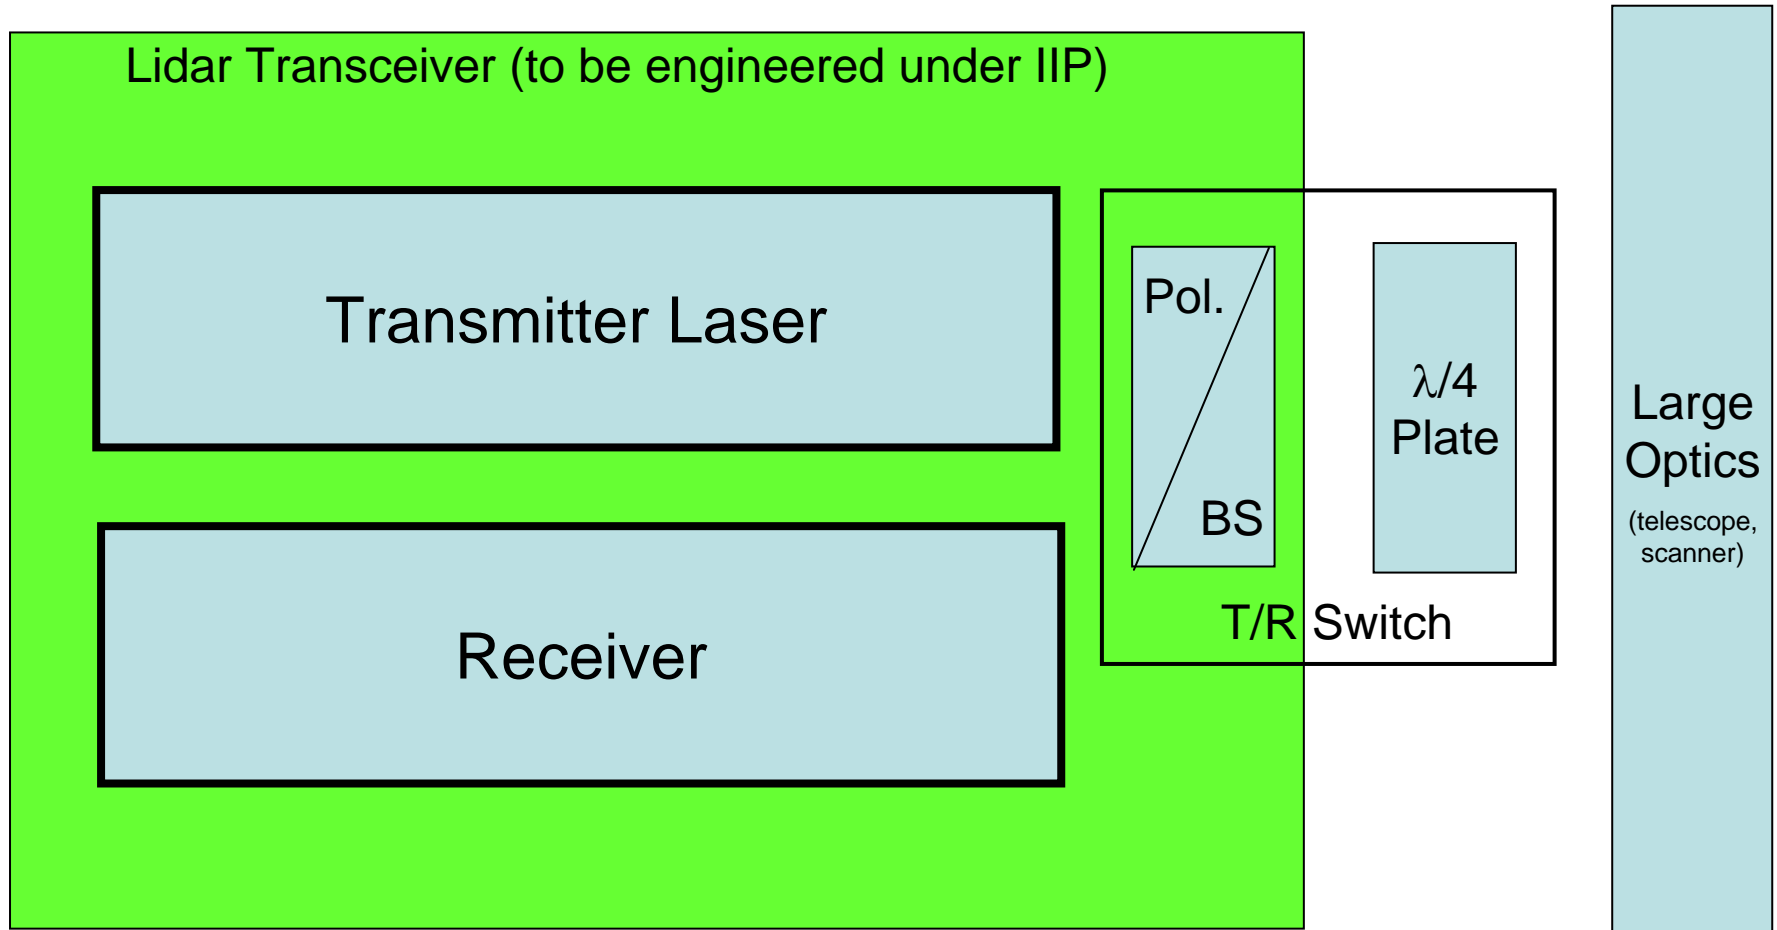 Lidar Transceiver (to be engineered under IIP)
Transmitter Laser
Receiver
Pol.
BS
λ/4
Plate
T/R Switch
Large
Optics
(telescope,
scanner)